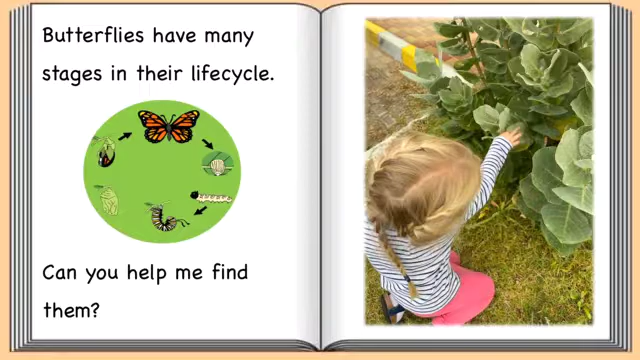 Butterflies have many
stages in their lifecycle.
Can you help me find
them?